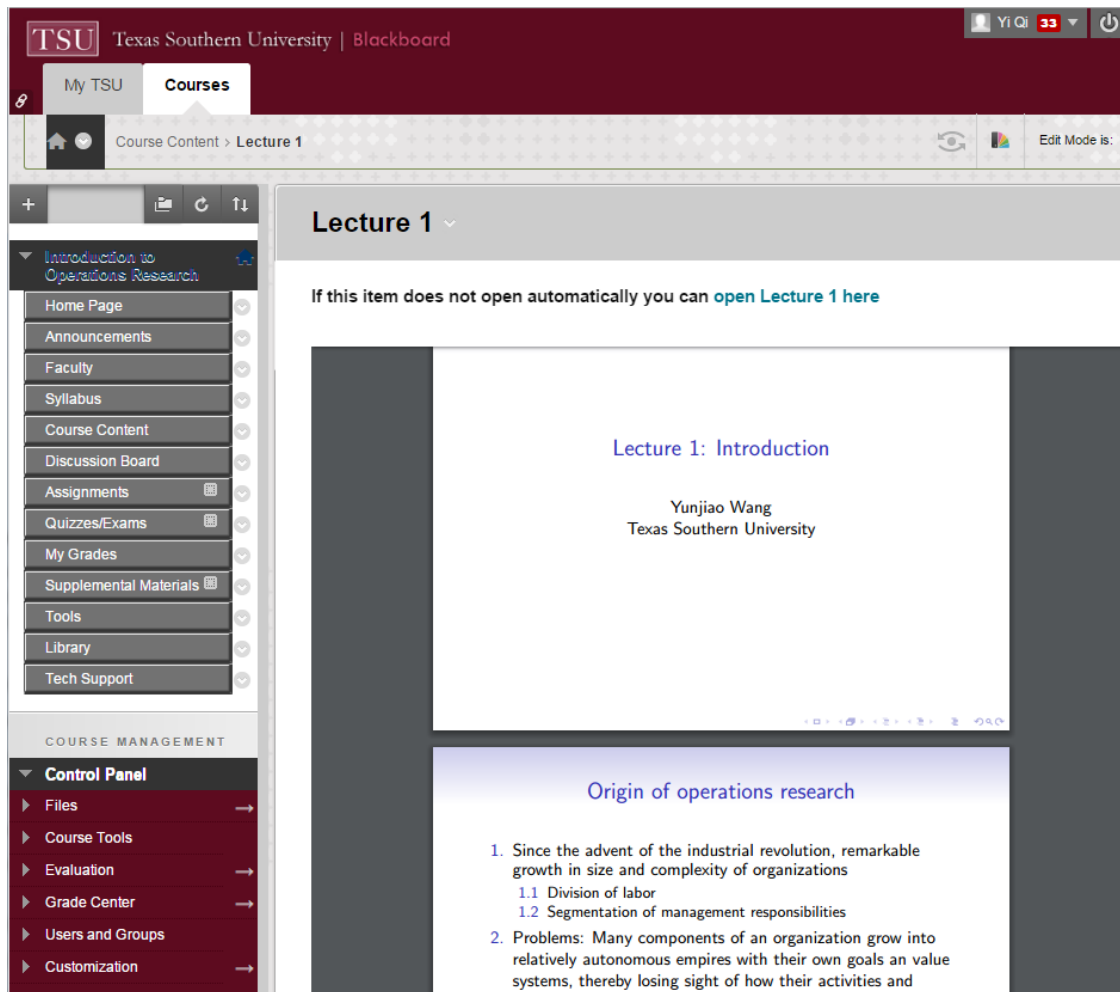 TSU Texas Southern University | Blackboard
Yi Qi 33
My TSU Courses
Course Content > Lecture 1
Edit Mode is:
Introduction to
Operations Research
Home Page
Announcements
Faculty
Syllabus
Course Content
Discussion Board
Assignments
Quizzes/Exams
My Grades
Supplemental Materials
Tools
Library
Tech Support
COURSE MANAGEMENT
Control Panel
Files
Course Tools
Evaluation
Grade Center
Users and Groups
Customization
Lecture 1
If this item does not open automatically you can open Lecture 1 here
Lecture 1: Introduction
Yunjiao Wang
Texas Southern University
Origin of operations research
1. Since the advent of the industrial revolution, remarkable
growth in size and complexity of organizations
1.1 Division of labor
1.2 Segmentation of management responsibilities
2. Problems: Many components of an organization grow into
relatively autonomous empires with their own goals an value
systems, thereby losing sight of how their activities and